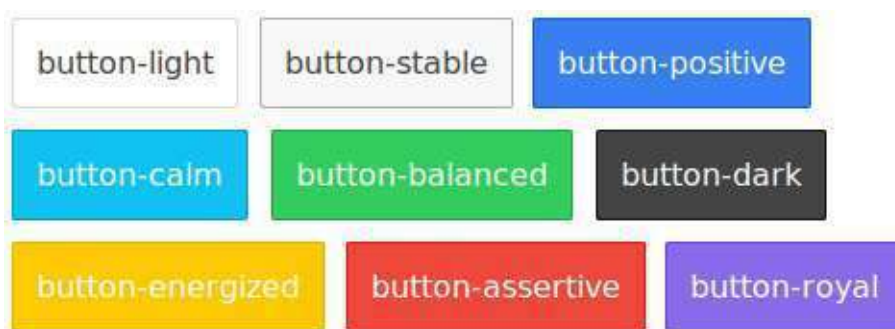 button-light button-stable button-positive
button-calm button-balanced button-dark
button-energized button-assertive button-royal